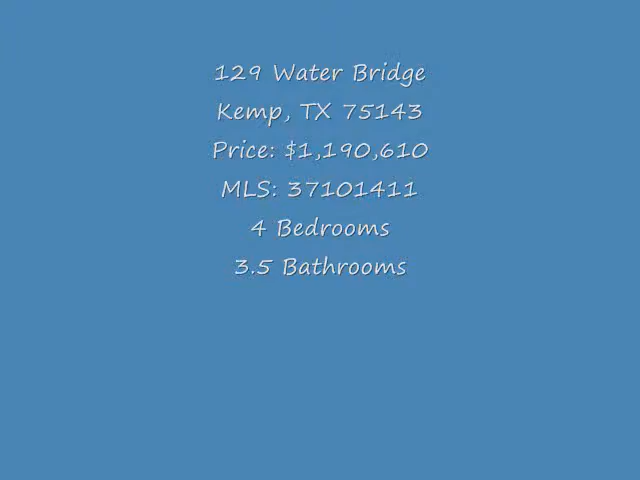 129 Water Bridge
Kemp, TX 75143
Price: $1,190,610
MLS: 37101411
4 Bedrooms
3.5 Bathrooms